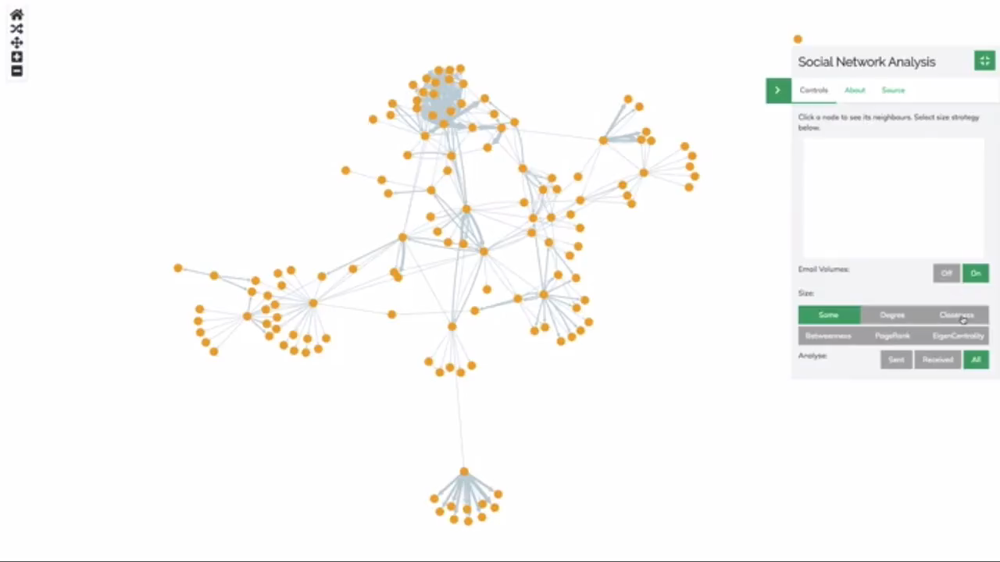 Social Network Analysis
Controls About Source
Click a node to see its neighbours. Select size strategy
below.
Email Volumes: Off On
Size:
Same Degree Closeness
Betweenness PageRank EigenCentrality
Analyse: Sent Received All